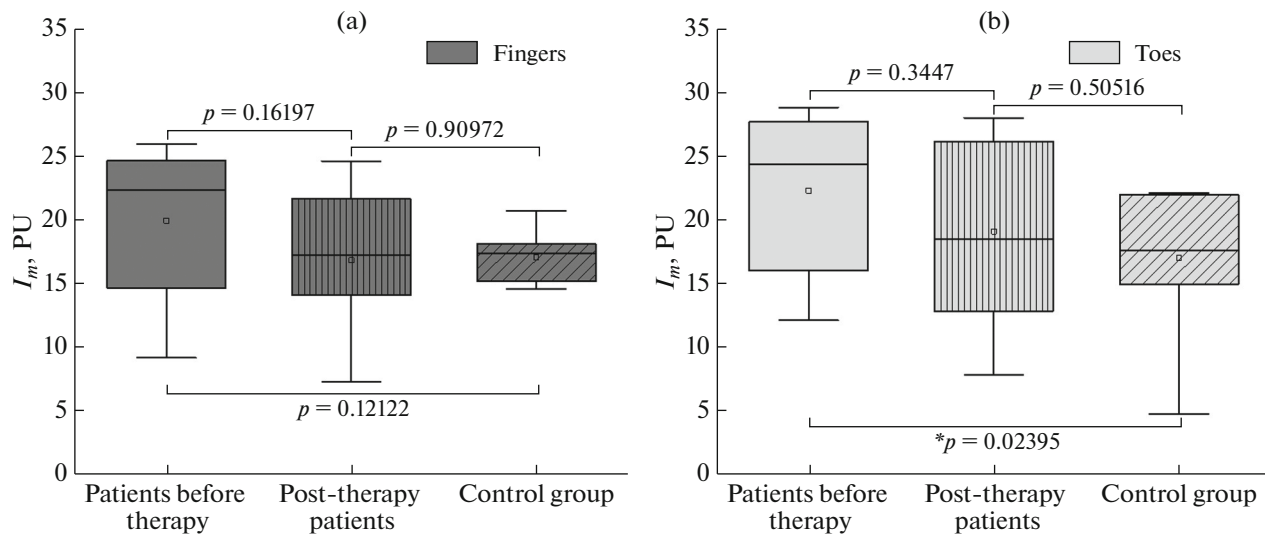 (a)
35
30
25
20
15
10
5
0
I_m, PU
Fingers
p = 0.16197
p = 0.90972
p = 0.12122
Patients before
therapy
Post-therapy
patients
Control group
(b)
35
30
25
20
15
10
5
0
I_m, PU
Toes
p = 0.3447
p = 0.50516
*p = 0.02395
Patients before
therapy
Post-therapy
patients
Control group